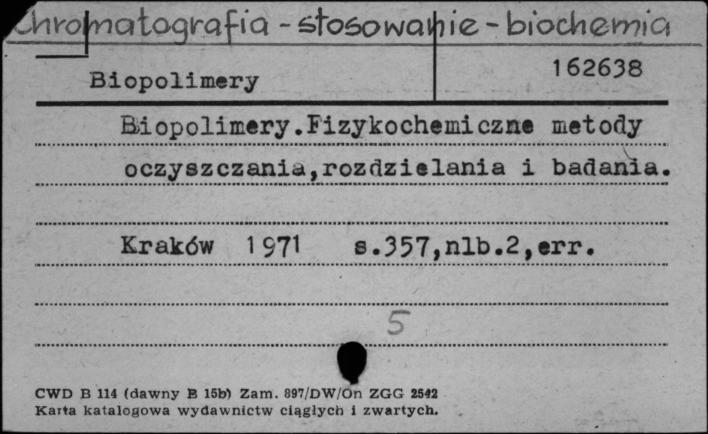 Chromatografia - stosowanie - biochemia
Biopolimery
162638
Biopolimery.Fizykochemiczne metody
oczyszczania,rozdzielania i badania.
Kraków 1971 s.357,nlb.2,err.
5
CWD B 114 (dawny B 15b) Zam. 897/DW/On ZGG 2542
Karta katalogowa wydawnictw ciągłych i zwartych.